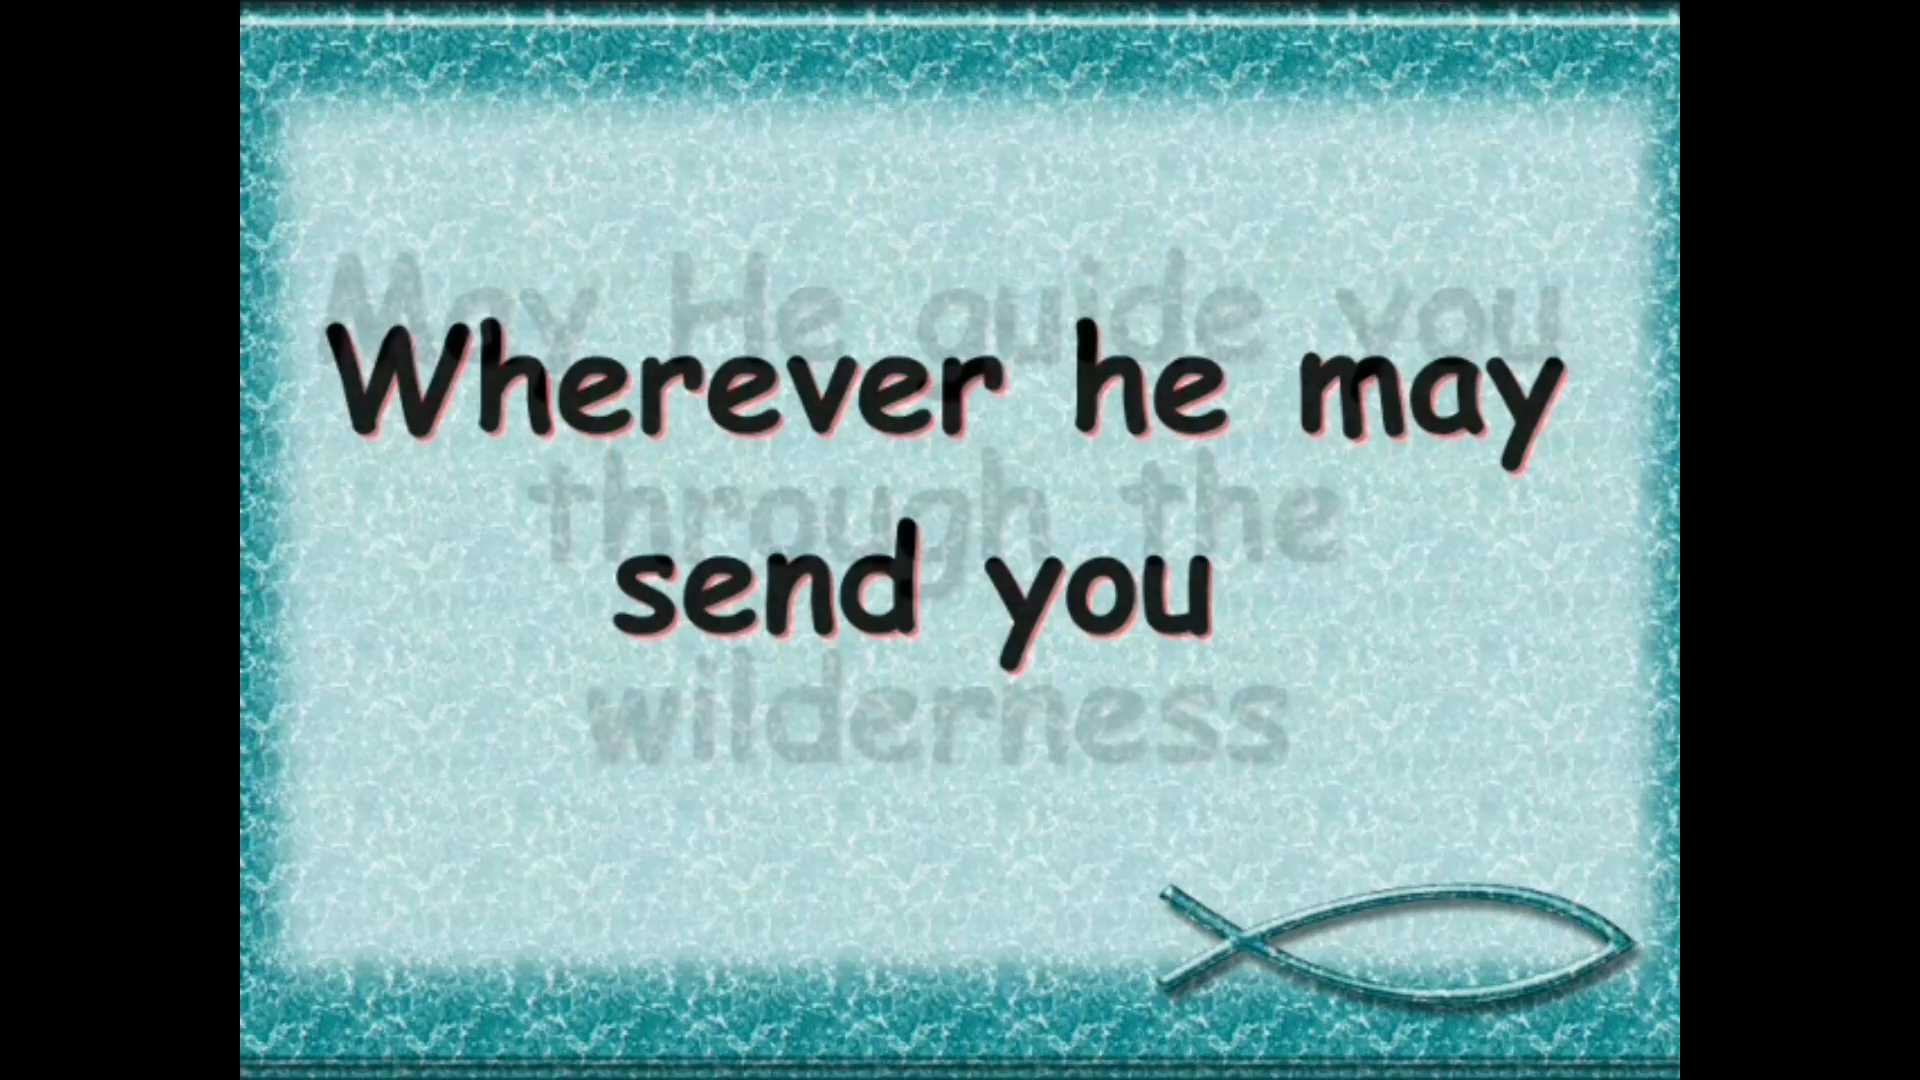 Wherever he may
send you
May He guide you
through the
wilderness